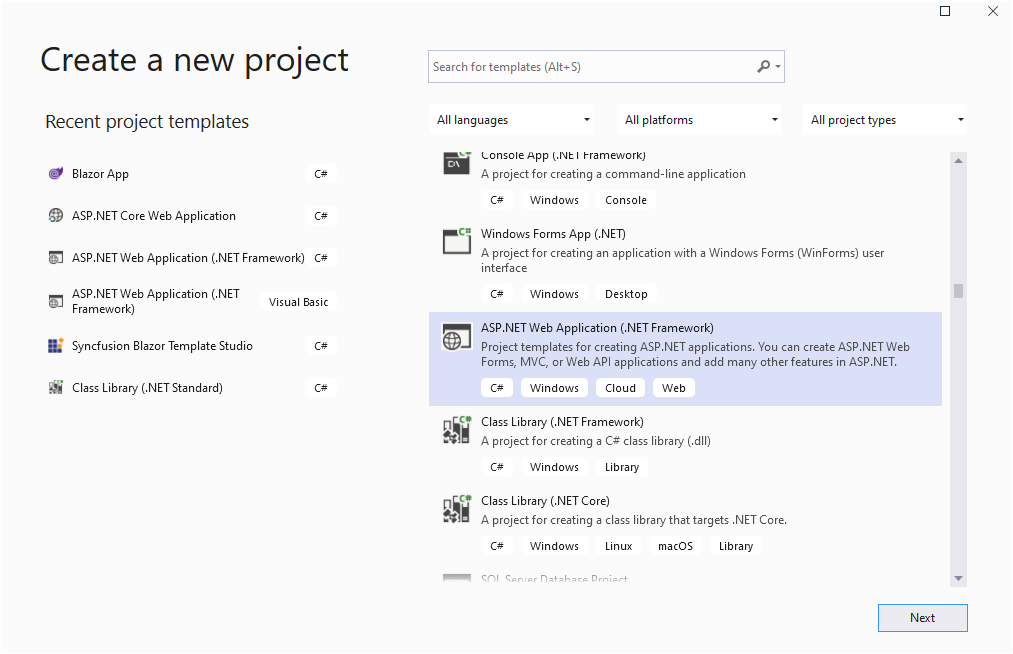 Create a new project
Search for templates (Alt+S)
Recent project templates
All languages
All platforms
All project types
Blazor App
C#
ASP.NET Core Web Application
C#
ASP.NET Web Application (.NET Framework)
C#
ASP.NET Web Application (.NET
Framework)
Visual Basic
Syncfusion Blazor Template Studio
C#
Class Library (.NET Standard)
C#
Console App (.NET Framework)
A project for creating a command-line application
C# Windows Console
Windows Forms App (.NET)
A project for creating an application with a Windows Forms (WinForms) user
interface
C# Windows Desktop
ASP.NET Web Application (.NET Framework)
Project templates for creating ASP.NET applications. You can create ASP.NET Web
Forms, MVC, or Web API applications and add many other features in ASP.NET.
C# Windows Cloud Web
Class Library (.NET Framework)
A project for creating a C# class library (.dll)
C# Windows Library
Class Library (.NET Core)
A project for creating a class library that targets .NET Core.
C# Windows Linux macOS Library
SQL Server Database Project
Next